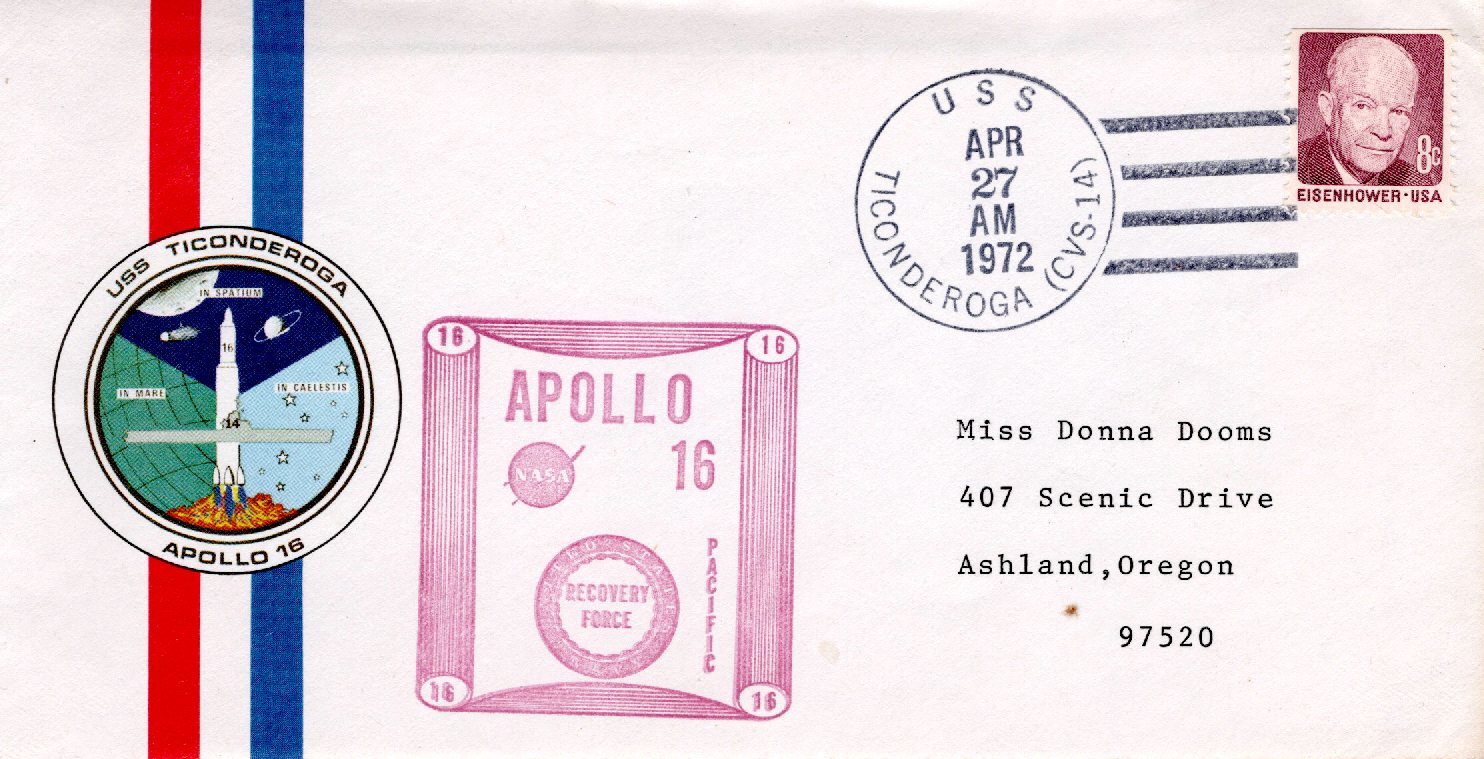 USS TICONDEROGA
IN SPATIUM
16
IN MARE
IN CAELESTIS
14
APOLLO 16
16
16
APOLLO
16
NASA
PACIFIC
RECOVERY
FORCE
16
16
USS
APR
27
AM
1972
TICONDEROGA (CVS-14)
8c
EISENHOWER·USA
Miss Donna Dooms
407 Scenic Drive
Ashland,Oregon
97520